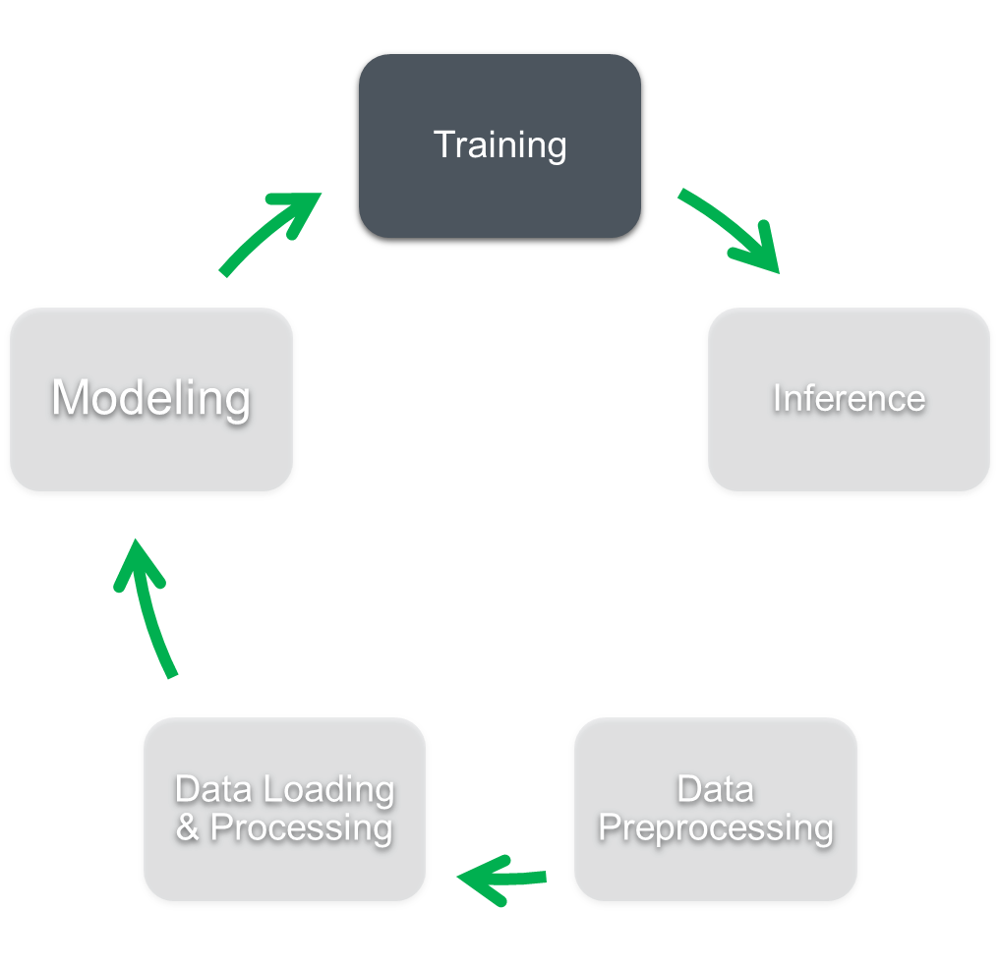 Training
Modeling
Inference
Data Loading
& Processing
Data
Preprocessing